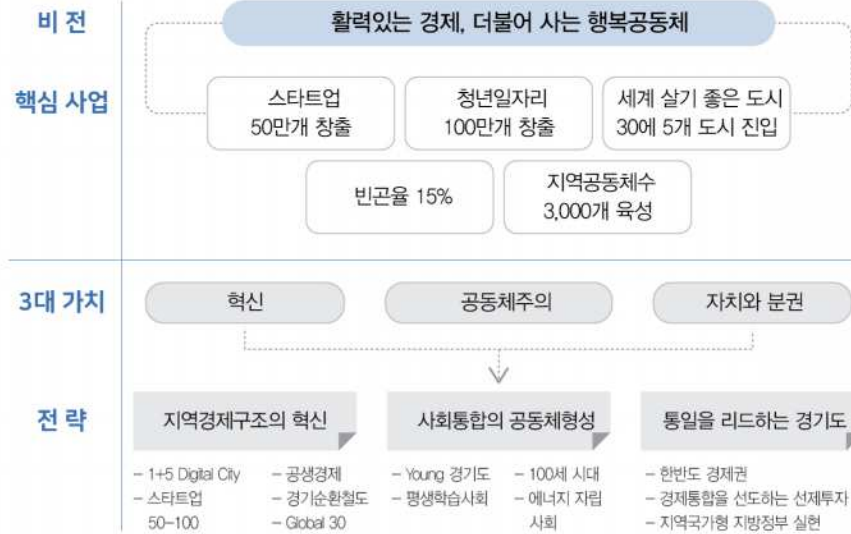 비 전
활력있는 경제, 더불어 사는 행복공동체
핵심 사업
스타트업
50만개 창출
청년일자리
100만개 창출
세계 살기 좋은 도시
30에 5개 도시 진입
빈곤율 15%
지역공동체수
3,000개 육성
3대 가치
혁신
공동체주의
자치와 분권
전 략
지역경제구조의 혁신
사회통합의 공동체형성
통일을 리드하는 경기도
– 1+5 Digital City
– 스타트업
50-100
– 공생경제
– 경기순환철도
– Global 30
– Young 경기도
– 평생학습사회
– 100세 시대
– 에너지 자립
사회
– 한반도 경제권
– 경제통합을 선도하는 선제투자
– 지역국가형 지방정부 실현